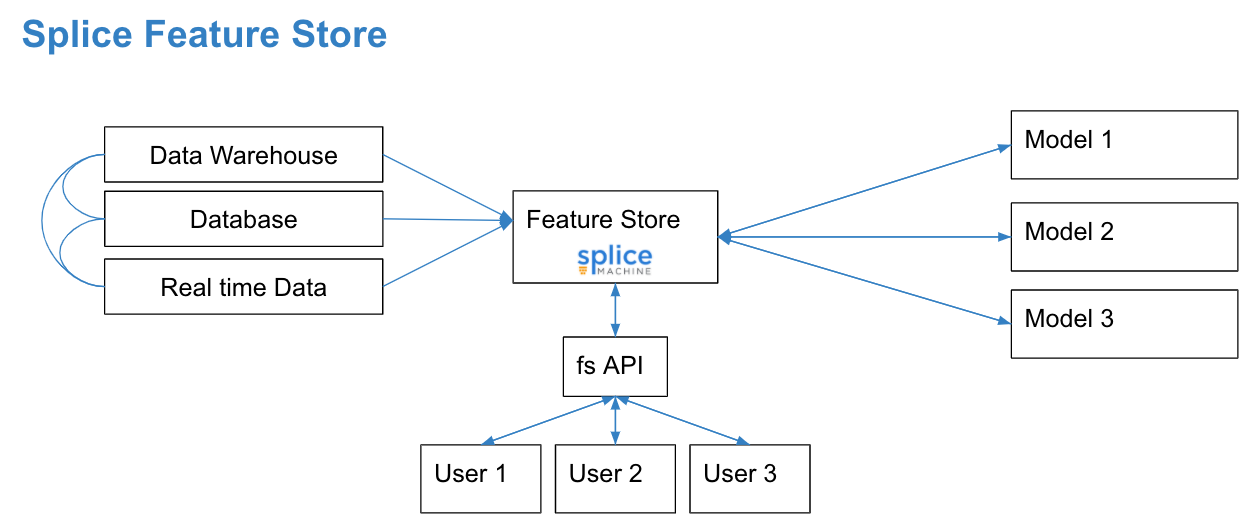 Splice Feature Store
Data Warehouse
Database
Real time Data
Feature Store
splice
MACHINE
fs API
User 1
User 2
User 3
Model 1
Model 2
Model 3